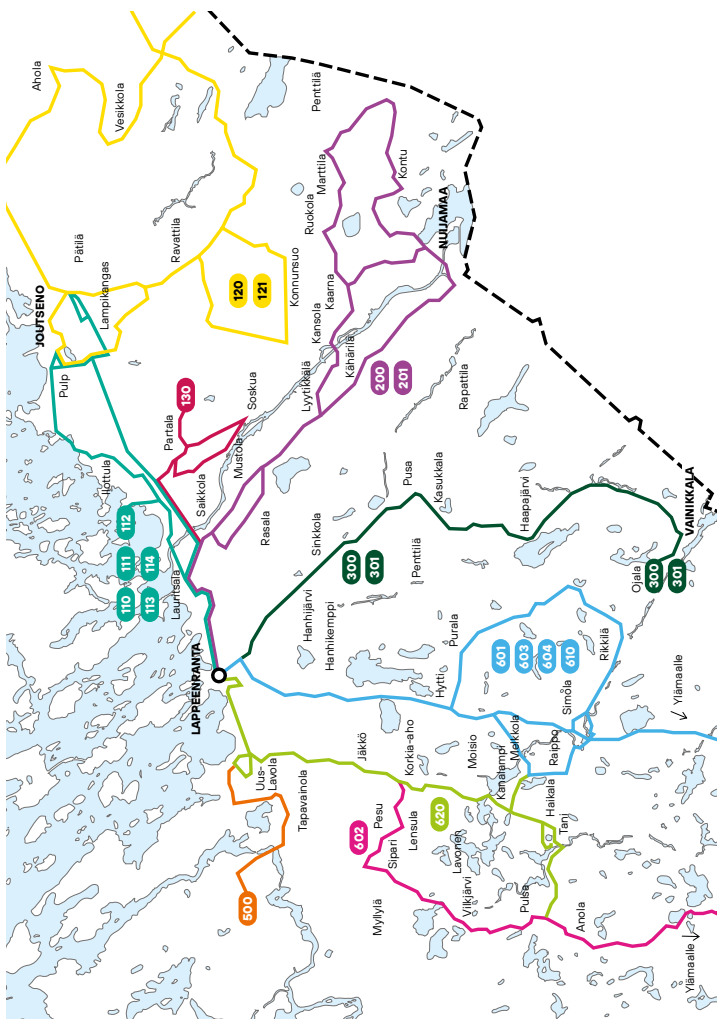 Ahola
JOUTSENO
Pulp
Pätilä
Lampikangas
Ilottula
Vesikkola
110
111
112
113
114
Partala
Lauritsala
Ravattila
130
LAPPEENRANTA
Saikkola
Mustola
120
500
Soskua
121
Uus-
Lavola
Rasala
Konnunsuo
Tapavainola
Lyytikkälä
Hanhijärvi
Sinkkola
Kansola
Ruokola
Penttilä
Marttila
Hanhikemppi
Kaarna
Kähärilä
300
602
Jäkkö
301
200
Myllylä
Pesu
Sipari
201
Kontu
Pusa
Lensula
Korkia-aho
Penttilä
Kasukkala
620
Hytti
NUIJAMAA
Purala
Lavonen
Rapattila
Vilkjärvi
Moisio
Kanalampi
601
Metkkola
603
Pulsa
Haapajärvi
604
Haikala
Raippo
Tani
Simola
610
Anola
Rikkilä
Ojala
300
301
Ylämaalle
Ylämaalle
VAINIKKALA